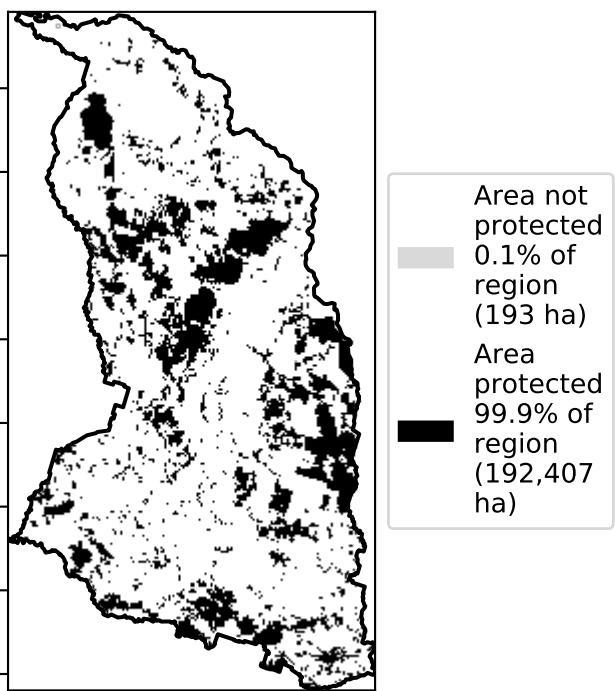 Area not
protected
0.1% of
region
(193 ha)
Area
protected
99.9% of
region
(192,407
ha)